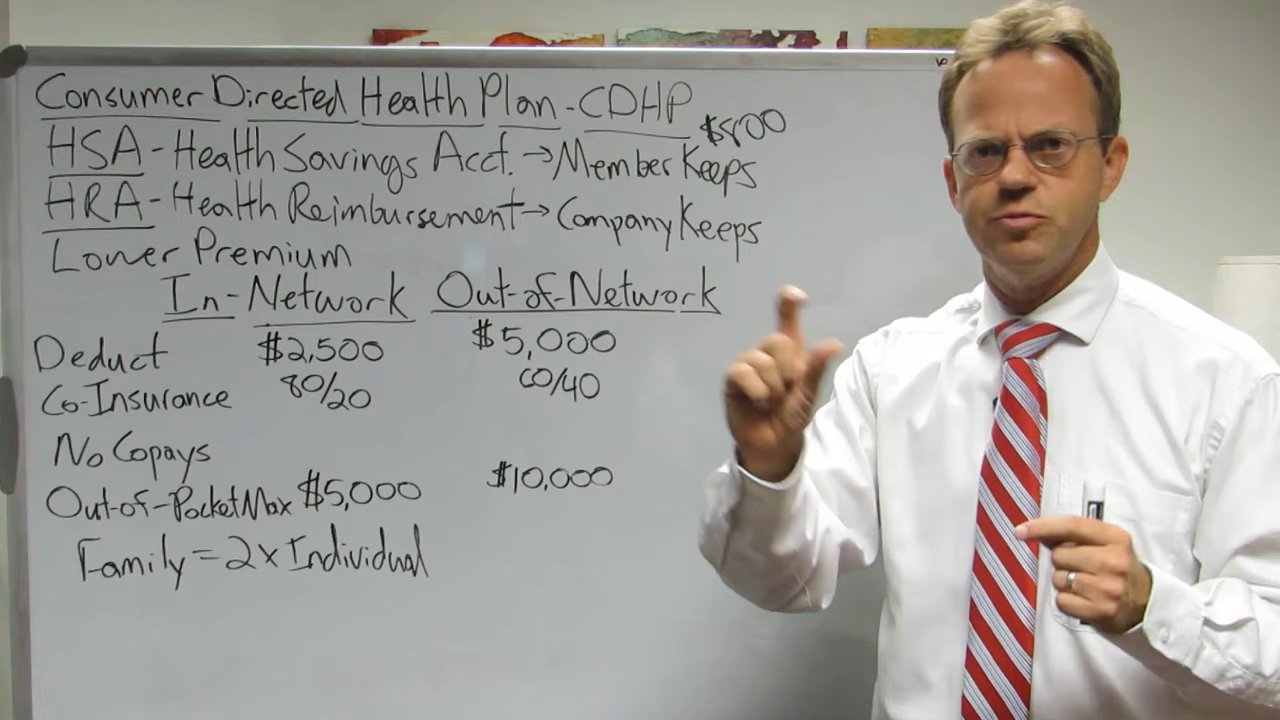 Consumer Directed Health Plan - CDHP
$800
HSA - Health Savings Acct. → Member Keeps
HRA - Health Reimbursement → Company Keeps
Lower Premium
In-Network Out-of-Network
Deduct $2,500 $5,000
Co-Insurance 80/20 60/40
No Copays
Out-of-Pocket Max $5,000 $10,000
Family = 2 x Individual